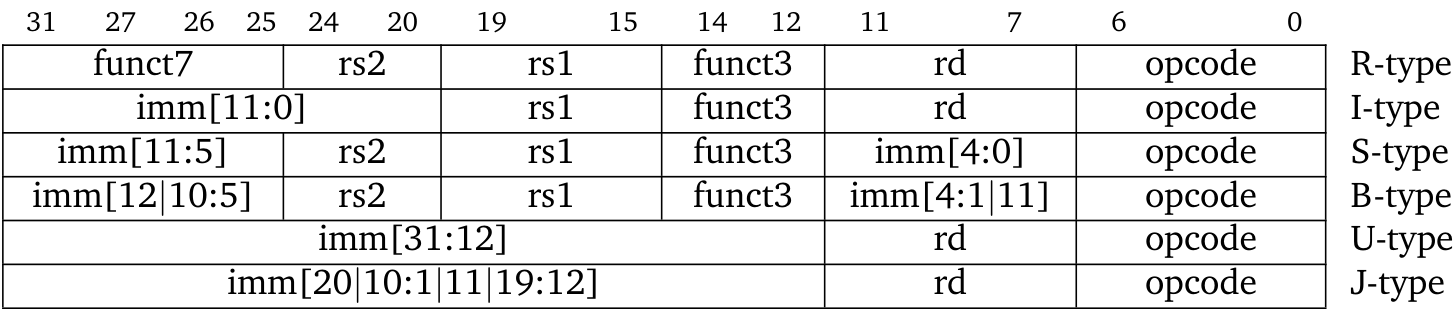 31 27 26 25 24 20 19 15 14 12 11 7 6 0
funct7 rs2 rs1 funct3 rd opcode R-type
imm[11:0] rs1 funct3 rd opcode I-type
imm[11:5] rs2 rs1 funct3 imm[4:0] opcode S-type
imm[12|10:5] rs2 rs1 funct3 imm[4:1|11] opcode B-type
imm[31:12] rd opcode U-type
imm[20|10:1|11|19:12] rd opcode J-type